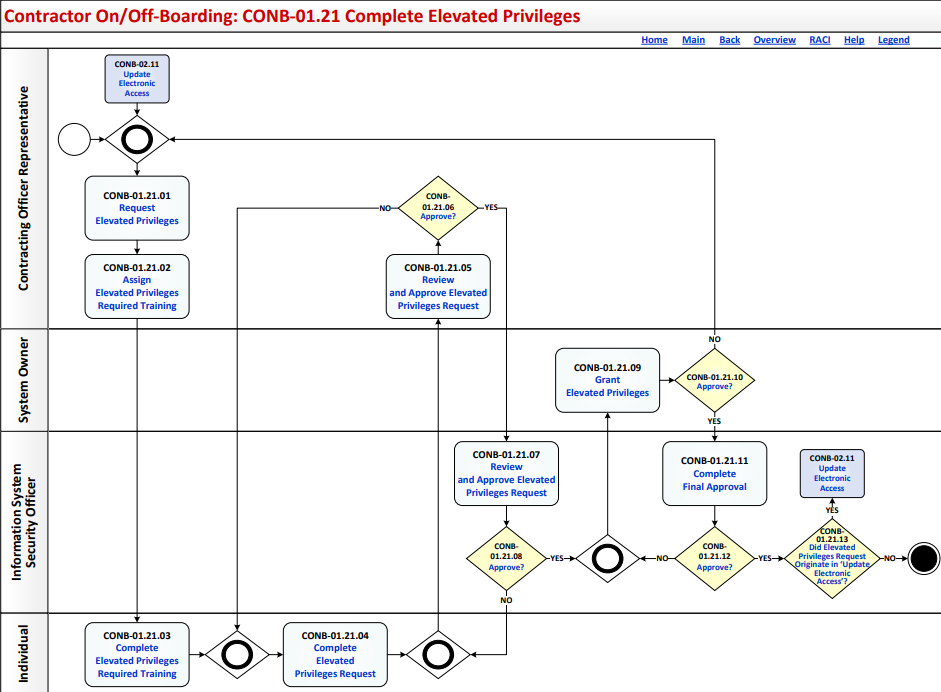 Contractor On/Off-Boarding: CONB-01.21 Complete Elevated Privileges
Home Main Back Overview RACI Help Legend
Contracting Officer Representative
CONB-02.11
Update
Electronic
Access
CONB-01.21.01
Request
Elevated Privileges
CONB-01.21.02
Assign
Elevated Privileges
Required Training
NO
CONB-
01.21.06
Approve?
YES
CONB-01.21.05
Review
and Approve Elevated
Privileges Request
System Owner
CONB-01.21.09
Grant
Elevated Privileges
NO
CONB-01.21.10
Approve?
YES
Information System
Security Officer
CONB-01.21.07
Review
and Approve Elevated
Privileges Request
CONB-
01.21.08
Approve?
YES
NO
CONB-01.21.11
Complete
Final Approval
NO
CONB-
01.21.12
Approve?
YES
CONB-02.11
Update
Electronic
Access
YES
CONB-
01.21.13
Did Elevated
Privileges Request
Originate in ‘Update
Electronic
Access’?
NO
Individual
CONB-01.21.03
Complete
Elevated Privileges
Required Training
CONB-01.21.04
Complete
Elevated
Privileges Request